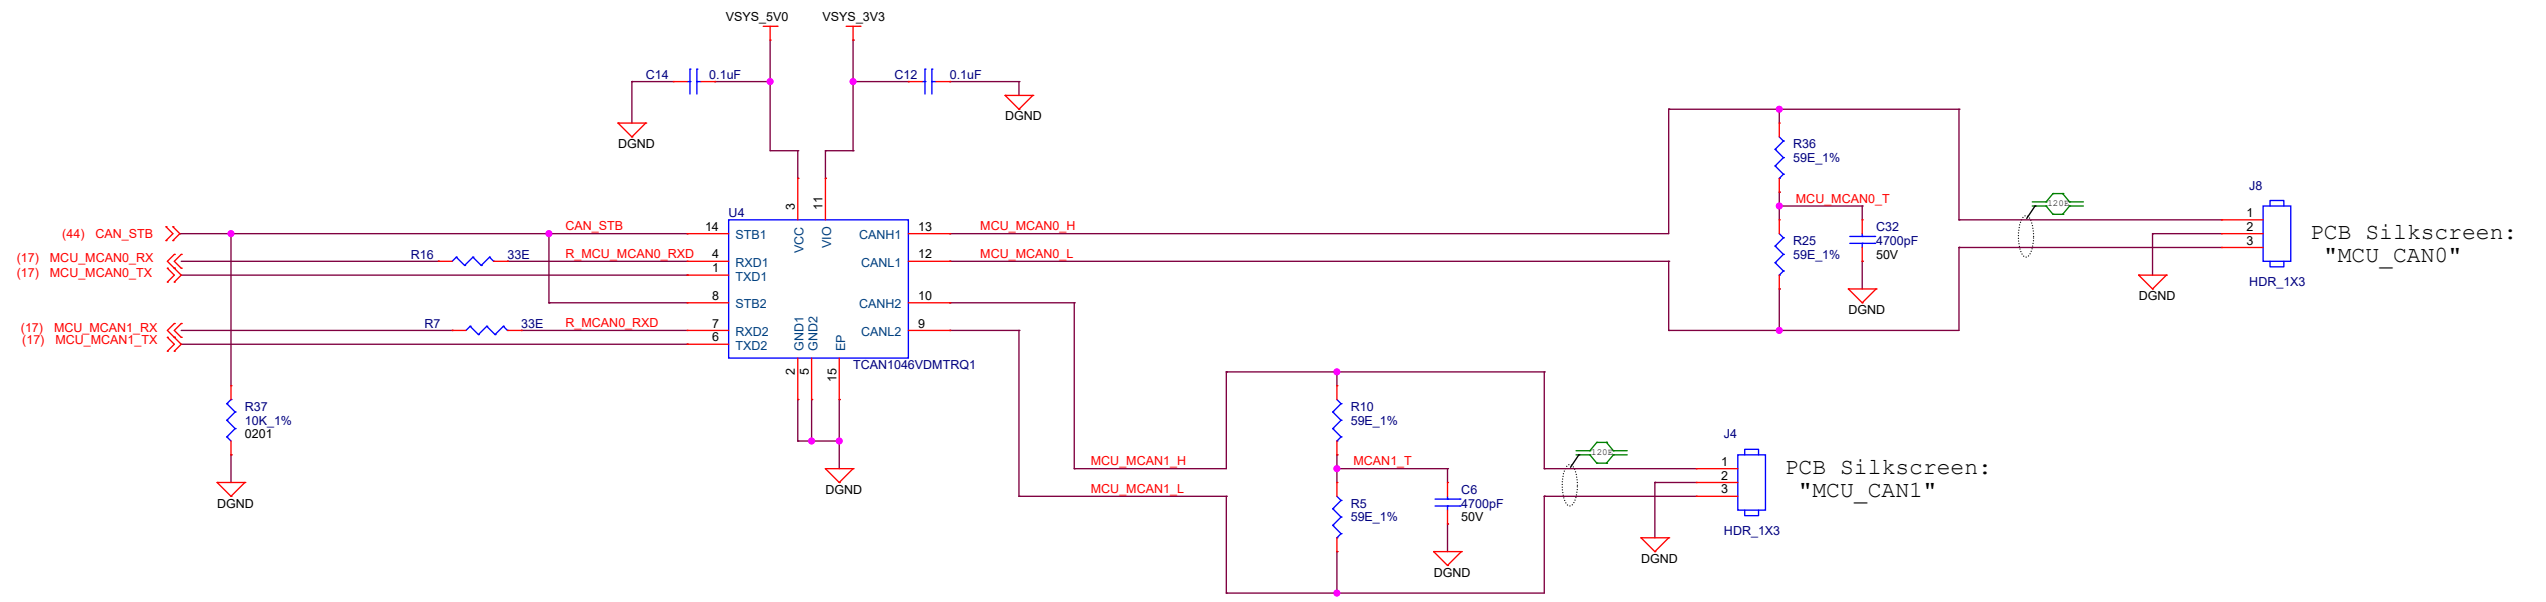 VSYS_5V0
VSYS_3V3
C14
0.1uF
C12
0.1uF
DGND
DGND
U4
(44) CAN_STB
CAN_STB
14
STB1
(17) MCU_MCAN0_RX
R16
33E
R_MCU_MCAN0_RXD
4
RXD1
(17) MCU_MCAN0_TX
1
TXD1
8
STB2
(17) MCU_MCAN1_RX
R7
33E
R_MCAN0_RXD
7
RXD2
(17) MCU_MCAN1_TX
6
TXD2
3
VCC
11
VIO
CANH1
13
MCU_MCAN0_H
CANL1
12
MCU_MCAN0_L
CANH2
10
CANL2
9
GND1
GND2
EP
2
5
15
TCAN1046VDMTRQ1
DGND
R37
10K_1%
0201
DGND
R36
59E_1%
MCU_MCAN0_T
R25
59E_1%
C32
4700pF
50V
DGND
120E
J8
1
2
3
HDR_1X3
DGND
PCB Silkscreen:
"MCU_CAN0"
MCU_MCAN1_H
MCU_MCAN1_L
R10
59E_1%
MCAN1_T
R5
59E_1%
C6
4700pF
50V
DGND
120E
J4
1
2
3
HDR_1X3
DGND
PCB Silkscreen:
"MCU_CAN1"